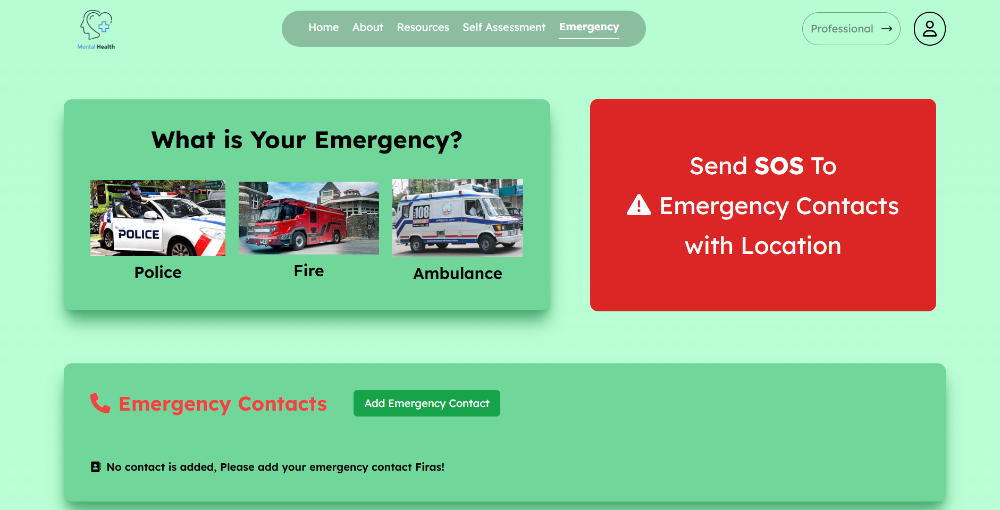 Mental Health
Home About Resources Self Assessment Emergency
Professional
What is Your Emergency?
POLICE
108
EMERGENCY
EMRI
Police
Fire
Ambulance
Send SOS To
Emergency Contacts
with Location
Emergency Contacts
Add Emergency Contact
No contact is added, Please add your emergency contact Firas!